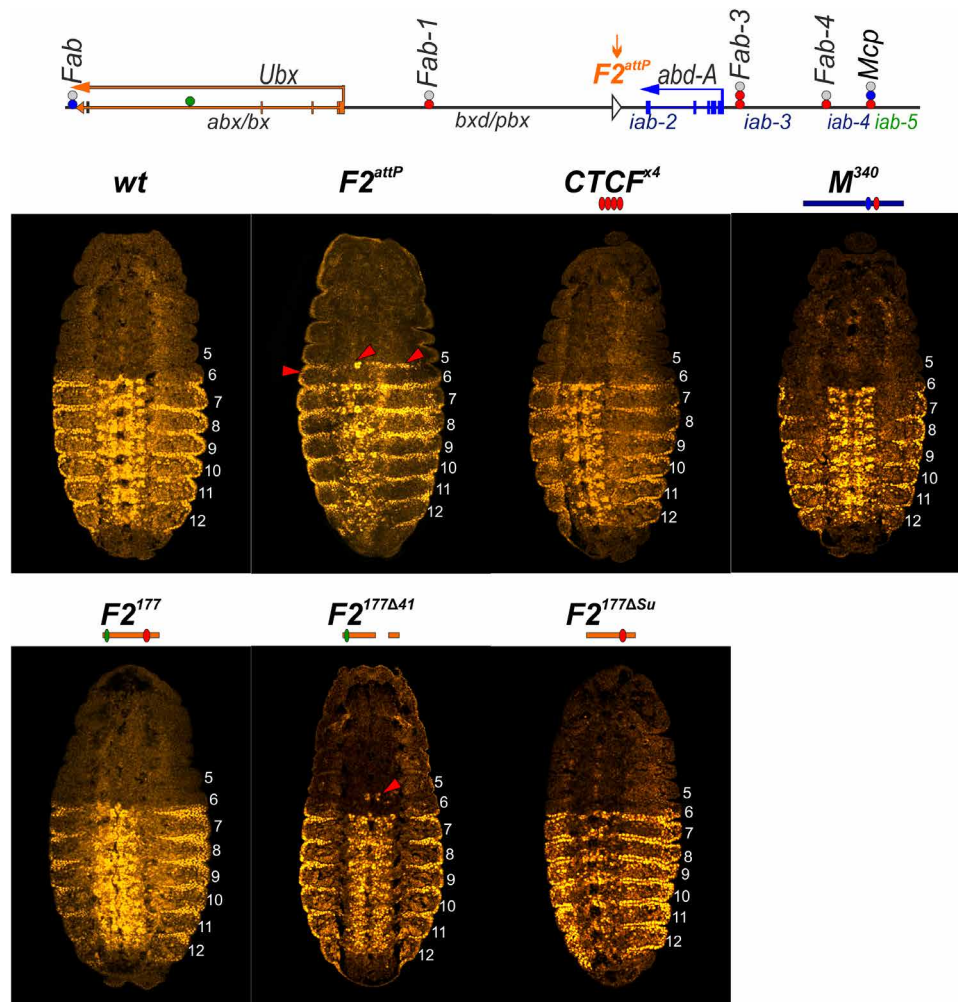 Fab
Ubx
Fab-1
F2attP
abd-A
Fab-3
Fab-4
Mcp
abx/bx
bxd/pbx
iab-2
iab-3
iab-4
iab-5
wt
F2attP
CTCFx4
M340
5
6
7
8
9
10
11
12
5
6
7
8
9
10
11
12
5
6
7
8
9
10
11
12
6
7
8
9
10
11
12
F2177
F2177Δ41
F2177ΔSu
5
6
7
8
9
10
11
12
5
6
7
8
9
10
11
12
5
6
7
8
9
10
11
12